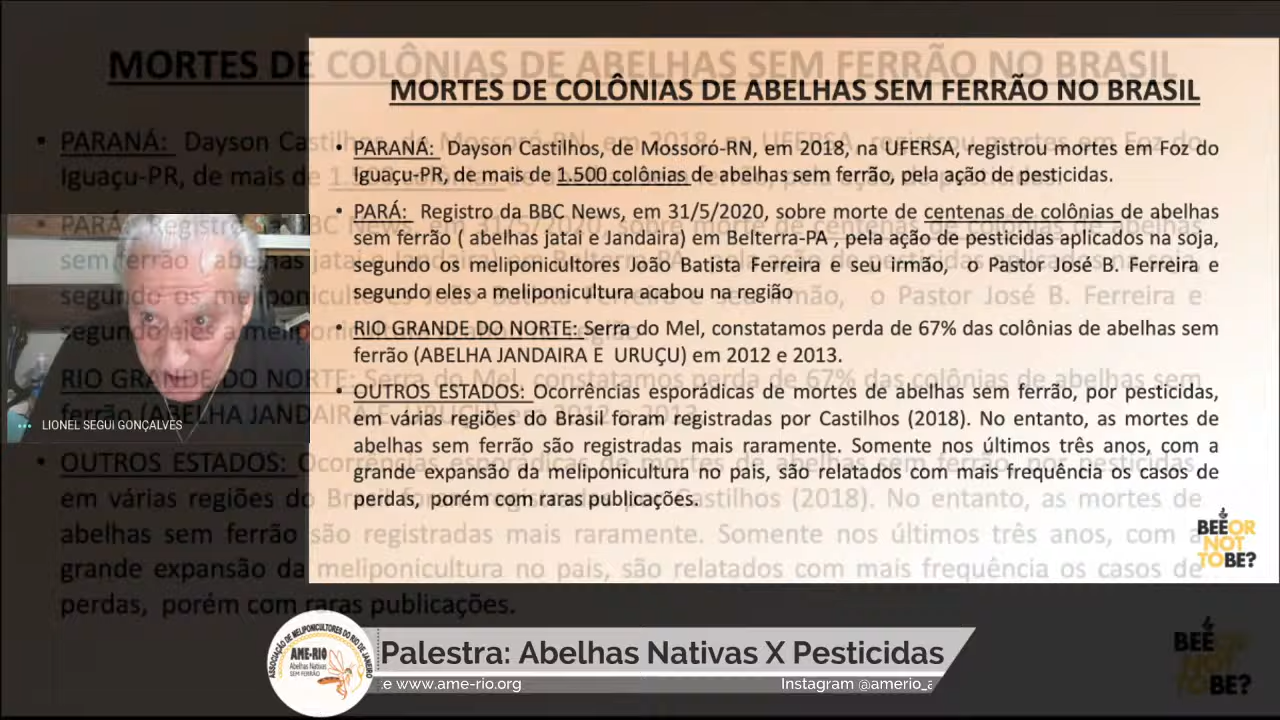 MORTES DE COLÔNIAS DE ABELHAS SEM FERRÃO NO BRASIL
• PARANÁ: Dayson Castilhos, de Mossoró-RN, em 2018, na UFERSA, registrou mortes em Foz do
Iguaçu-PR, de mais de 1.500 colônias de abelhas sem ferrão, pela ação de pesticidas.
• PARÁ: Registro da BBC News, em 31/5/2020, sobre morte de centenas de colônias de abelhas
sem ferrão ( abelhas jatai e Jandaira) em Belterra-PA , pela ação de pesticidas aplicados na soja,
segundo os meliponicultores João Batista Ferreira e seu irmão, o Pastor José B. Ferreira e
segundo eles a meliponicultura acabou na região
• RIO GRANDE DO NORTE: Serra do Mel, constatamos perda de 67% das colônias de abelhas sem
ferrão (ABELHA JANDAIRA E URUÇU) em 2012 e 2013.
• OUTROS ESTADOS: Ocorrências esporádicas de mortes de abelhas sem ferrão, por pesticidas,
em várias regiões do Brasil foram registradas por Castilhos (2018). No entanto, as mortes de
abelhas sem ferrão são registradas mais raramente. Somente nos últimos três anos, com a
grande expansão da meliponicultura no pais, são relatados com mais frequência os casos de
perdas, porém com raras publicações.
BEE OR
NOT
TO BE?
LIONEL SEGUI GONÇALVES
ASSOCIAÇÃO DE MELIPONICULTORES DO RIO DE JANEIRO
AME-RIO
Abelhas Nativas
SEM FERRÃO
Palestra: Abelhas Nativas X Pesticidas
.e www.ame-rio.org
Instagram @amerio_a
BEE OR
NOT
TO BE?